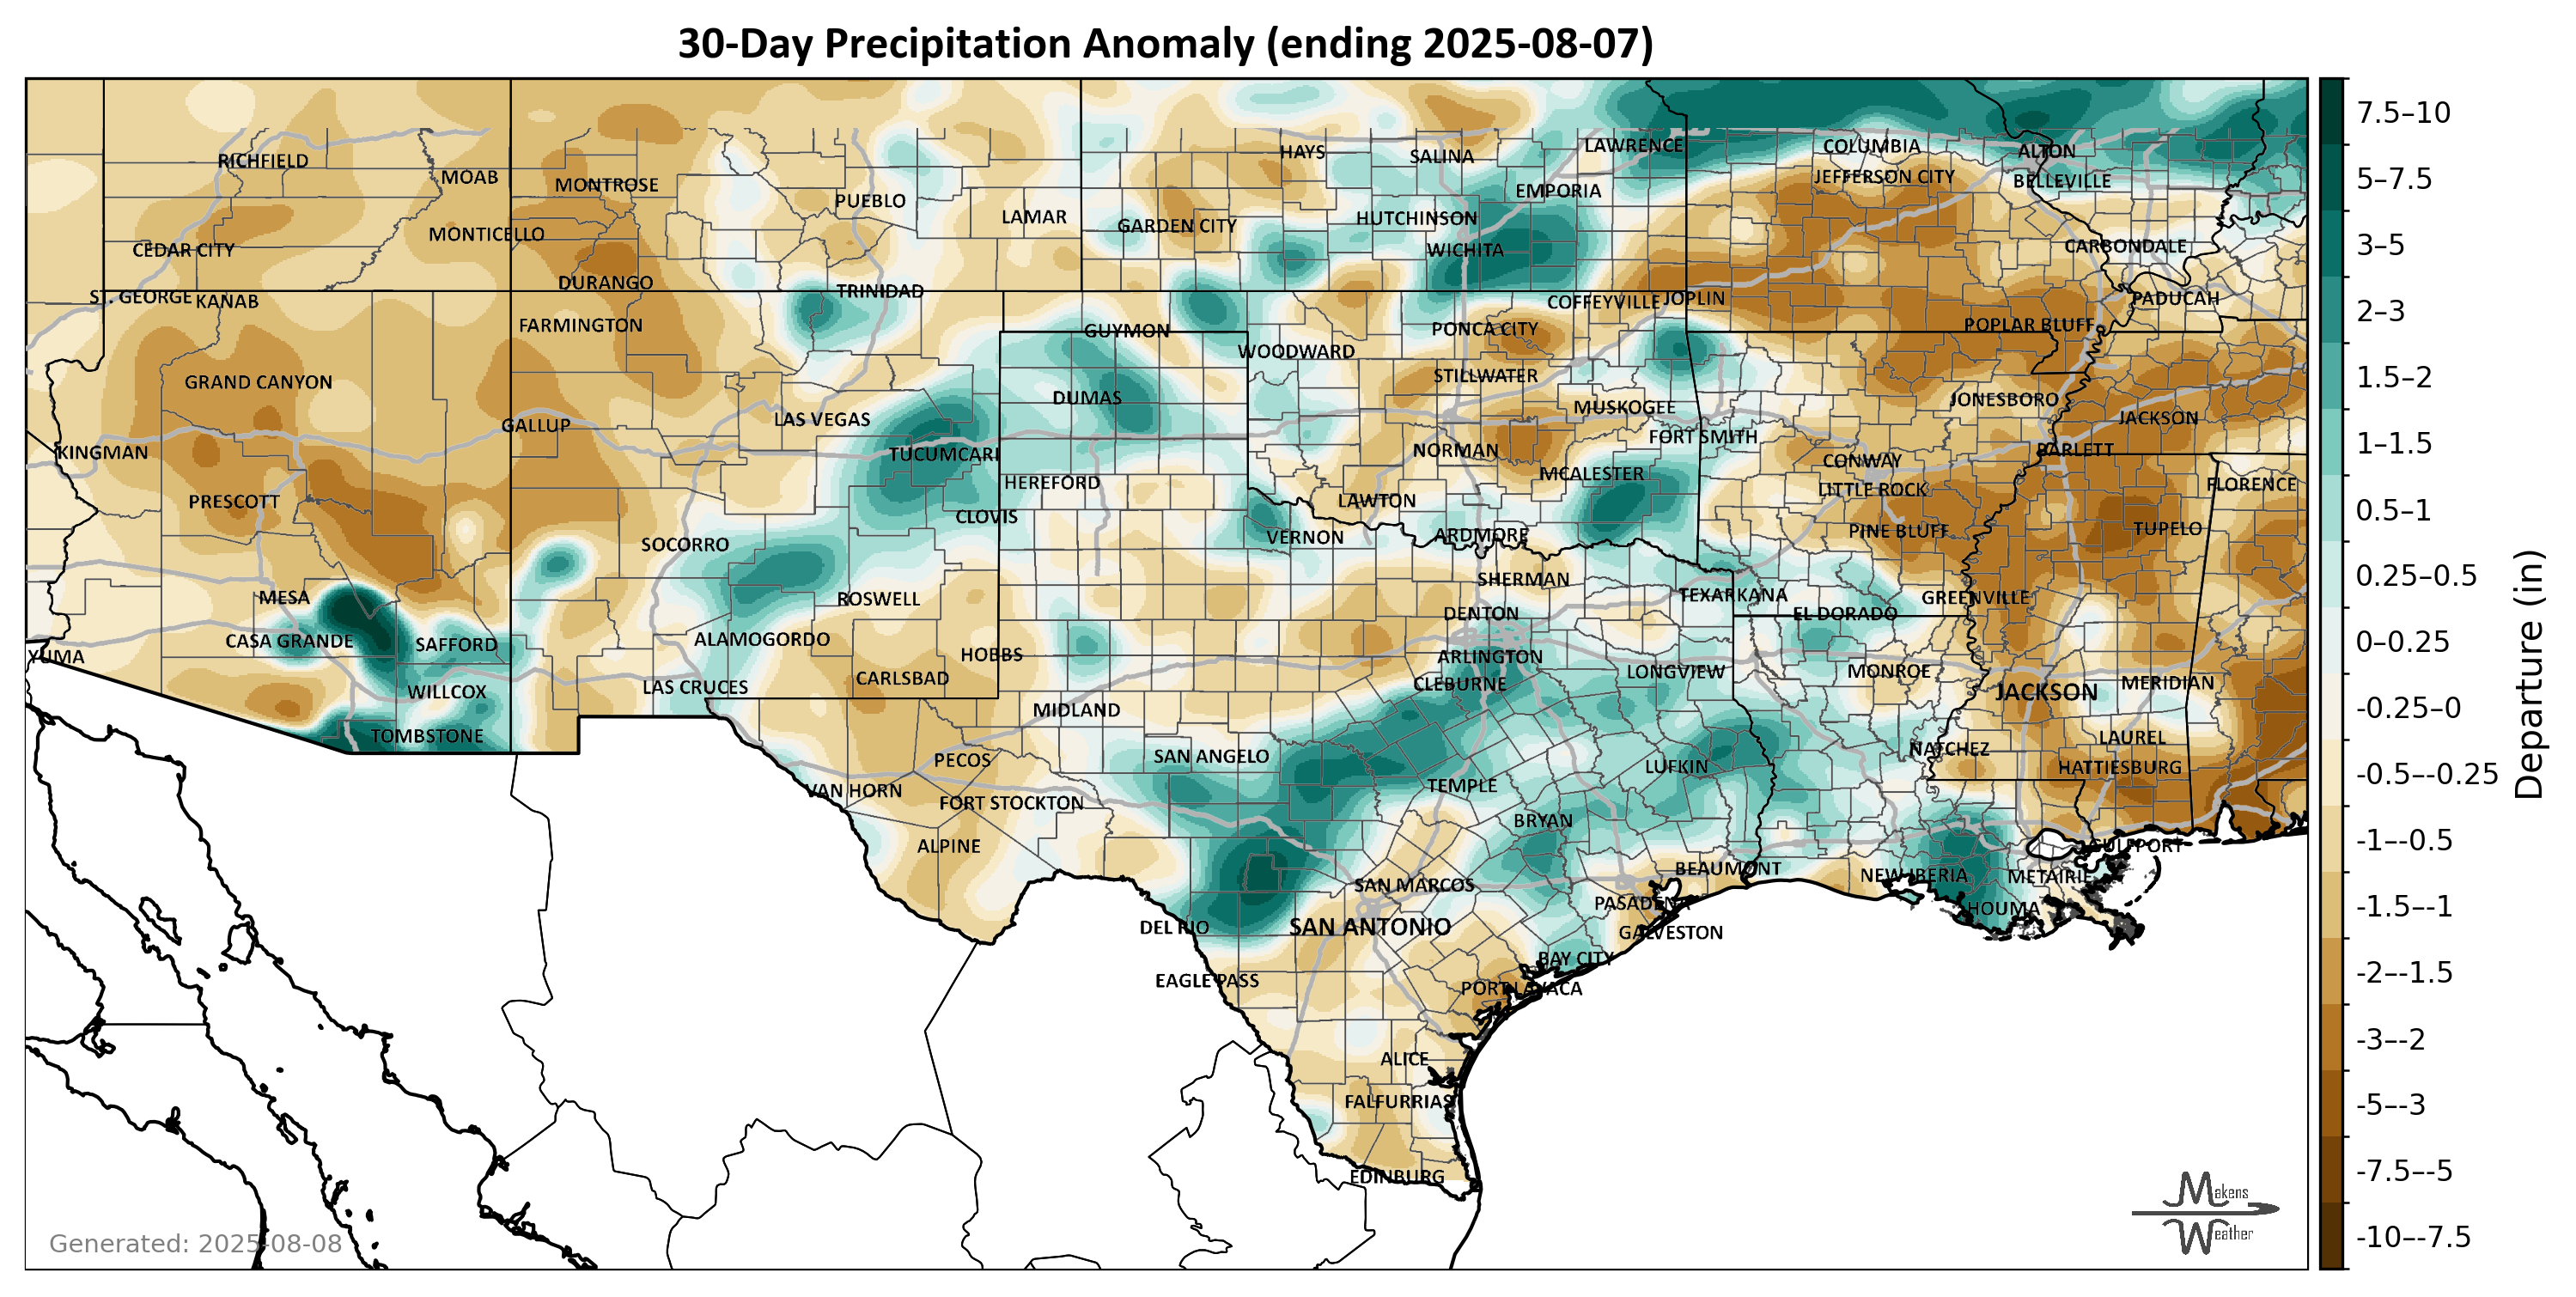 30-Day Precipitation Anomaly (ending 2025-08-07)
RICHFIELD
MOAB
MONTROSE
PUEBLO
LAMAR
HAYS
SALINA
LAWRENCE
COLUMBIA
ALTON
JEFFERSON CITY
BELLEVILLE
EMPORIA
GARDEN CITY
HUTCHINSON
WICHITA
CEDAR CITY
MONTICELLO
CARBONDALE
DURANGO
TRINIDAD
ST. GEORGE
KANAB
COFFEYVILLE
JOPLIN
PADUCAH
FARMINGTON
GUYMON
PONCA CITY
POPLAR BLUFF
WOODWARD
GRAND CANYON
DUMAS
STILLWATER
JONESBORO
LAS VEGAS
GALLUP
MUSKOGEE
JACKSON
FORT SMITH
KINGMAN
TUCUMCARI
NORMAN
BARLETT
CONWAY
MCALESTER
PRESCOTT
HEREFORD
LAWTON
LITTLE ROCK
FLORENCE
CLOVIS
VERNON
ARDMORE
PINE BLUFF
TUPELO
SOCORRO
SHERMAN
MESA
ROSWELL
TEXARKANA
GREENVILLE
DENTON
EL DORADO
CASA GRANDE
SAFFORD
ALAMOGORDO
YUMA
HOBBS
ARLINGTON
LONGVIEW
MONROE
CARLSBAD
CLEBURNE
JACKSON
MERIDIAN
WILLCOX
LAS CRUCES
MIDLAND
TOMBSTONE
LAUREL
NATCHEZ
SAN ANGELO
PECOS
LUFKIN
HATTIESBURG
VAN HORN
TEMPLE
FORT STOCKTON
BRYAN
ALPINE
GULFPORT
BEAUMONT
NEW IBERIA
METAIRIE
SAN MARCOS
PASADENA
HOUMA
DEL RIO
SAN ANTONIO
GALVESTON
BAY CITY
EAGLE PASS
PORT LAVACA
ALICE
FALFURRIAS
EDINBURG
Generated: 2025-08-08
Makens
Weather
7.5–10
5–7.5
3–5
2–3
1.5–2
1–1.5
0.5–1
0.25–0.5
0–0.25
-0.25–0
-0.5–-0.25
-1–-0.5
-1.5–-1
-2–-1.5
-3–-2
-5–-3
-7.5–-5
-10–-7.5
Departure (in)